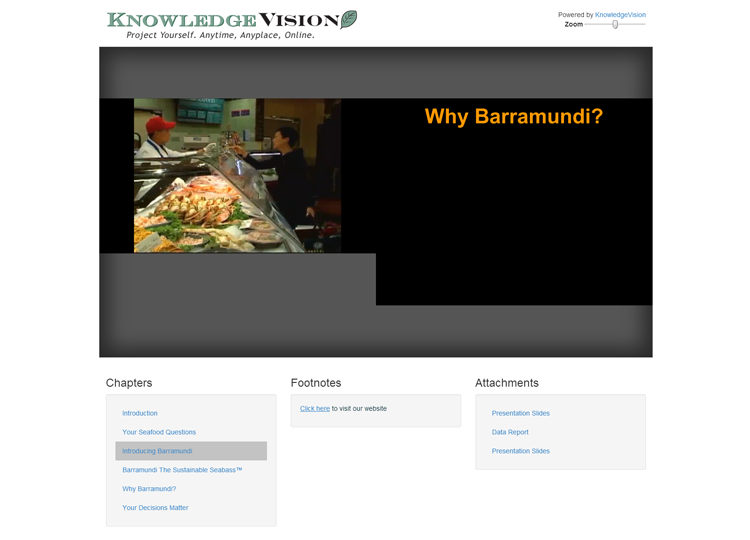 KNOWLEDGEVISION
Project Yourself. Anytime, Anyplace, Online.
Powered by KnowledgeVision
Zoom
Why Barramundi?
Chapters
Introduction
Your Seafood Questions
Introducing Barramundi
Barramundi The Sustainable Seabass™
Why Barramundi?
Your Decisions Matter
Footnotes
Click here to visit our website
Attachments
Presentation Slides
Data Report
Presentation Slides